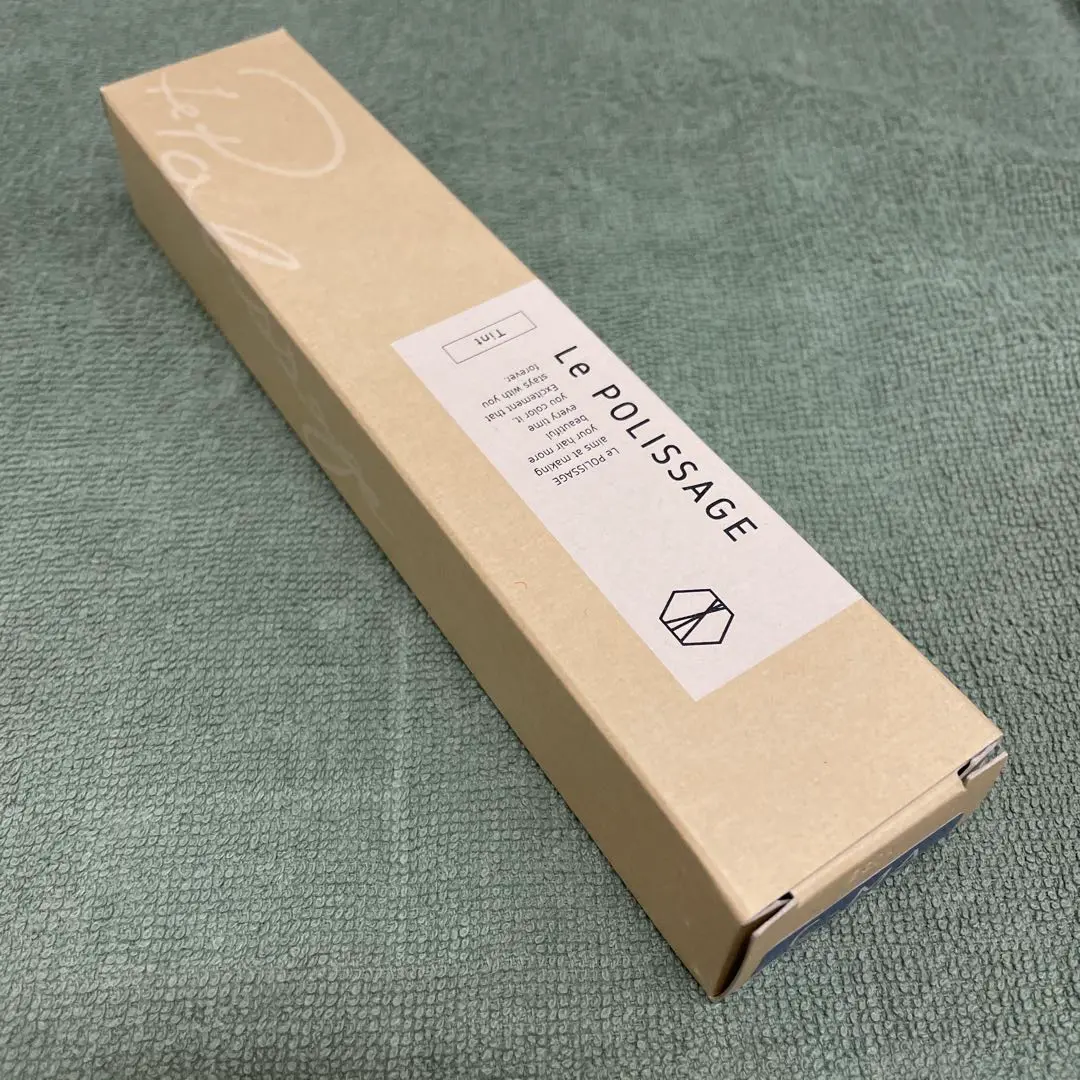 Le POLISSAGE
Le POLISSAGE
aims at making
your hair more
beautiful
every time
you color it.
Excitement that
stays with you
forever.
Tint